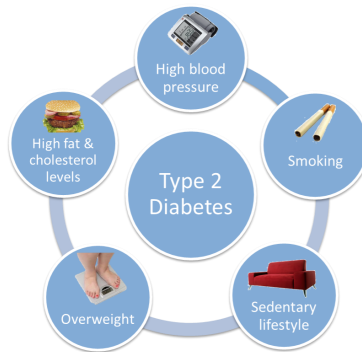 High blood
pressure
Smoking
Sedentary
lifestyle
Overweight
High fat &
cholesterol
levels
Type 2
Diabetes